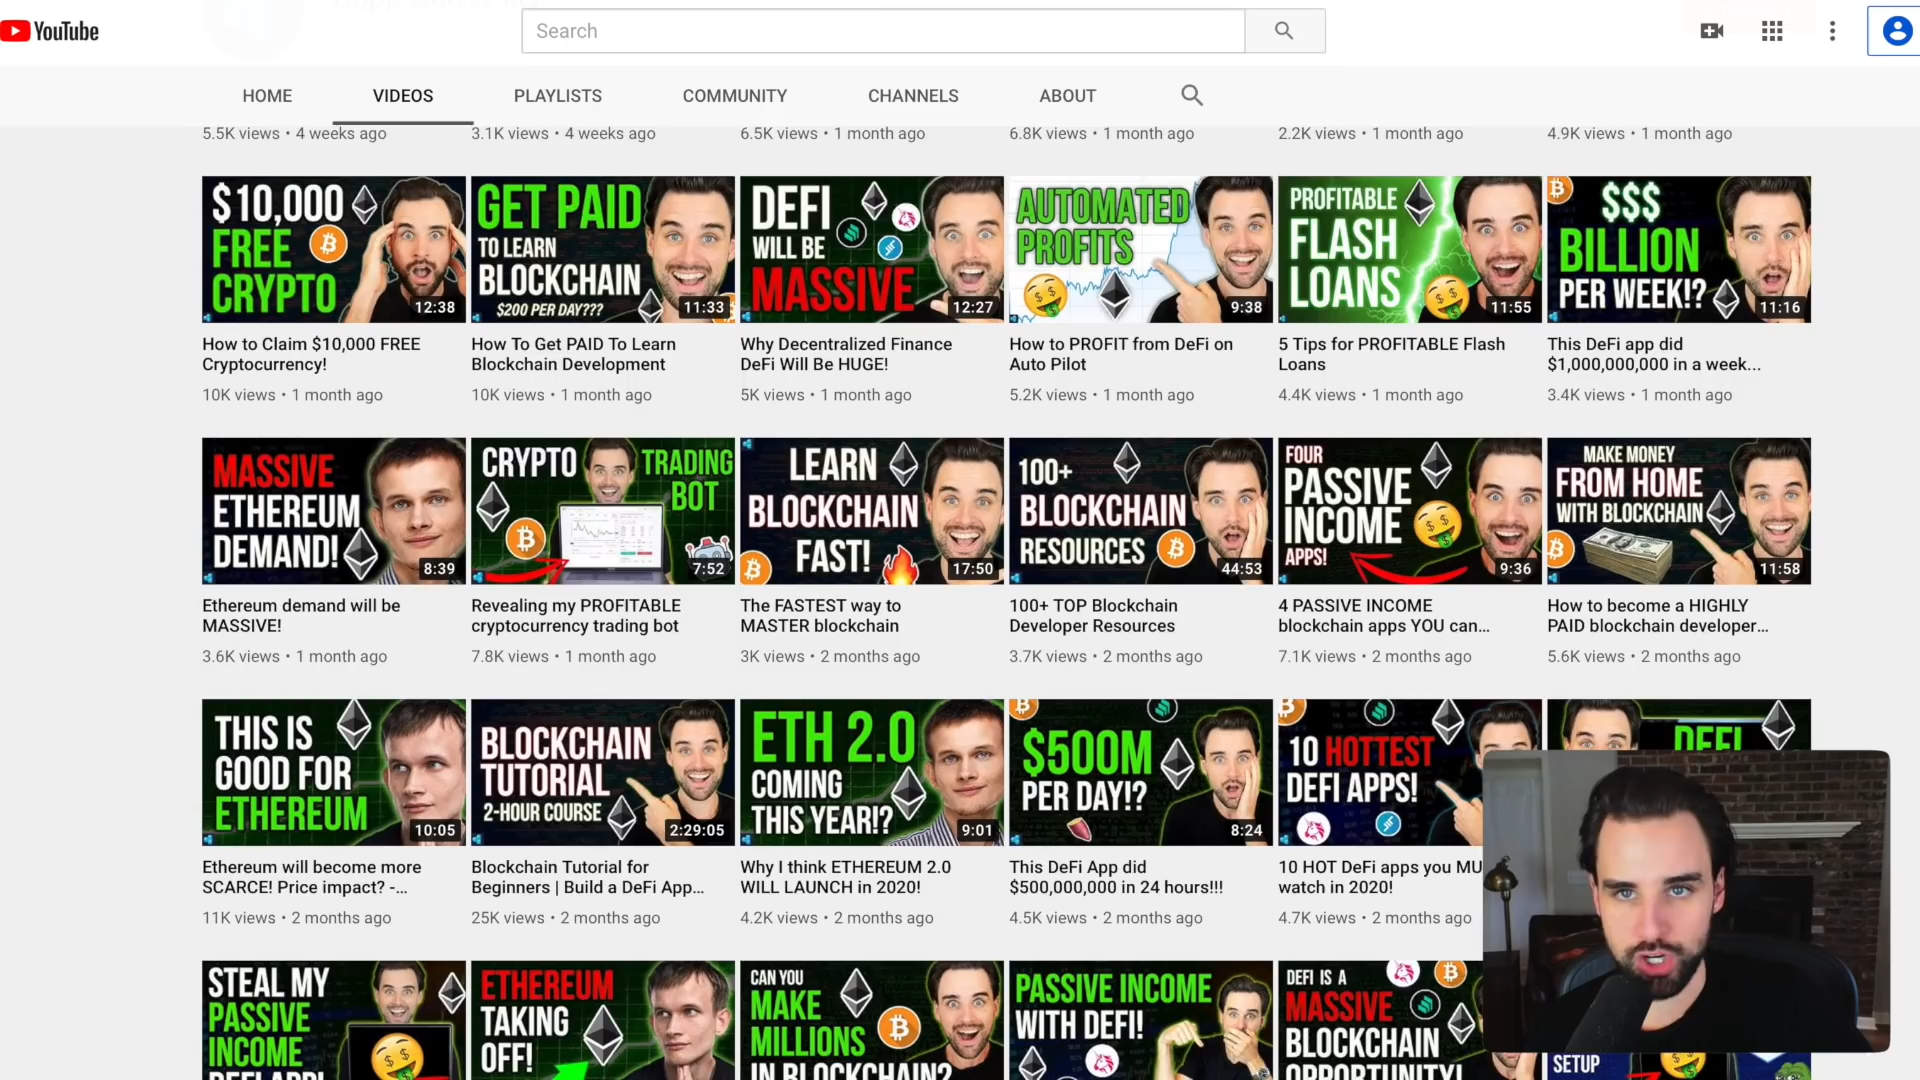 YouTube
Search
HOME
VIDEOS
PLAYLISTS
COMMUNITY
CHANNELS
ABOUT
5.5K views • 4 weeks ago
3.1K views • 4 weeks ago
6.5K views • 1 month ago
6.8K views • 1 month ago
2.2K views • 1 month ago
4.9K views • 1 month ago
$10,000
FREE
CRYPTO
12:38
GET PAID
TO LEARN
BLOCKCHAIN
$200 PER DAY???
11:33
DEFI
WILL BE
MASSIVE
12:27
AUTOMATED
PROFITS
9:38
PROFITABLE
FLASH
LOANS
11:55
$$$
BILLION
PER WEEK!?
11:16
How to Claim $10,000 FREE
Cryptocurrency!
10K views • 1 month ago
How To Get PAID To Learn
Blockchain Development
10K views • 1 month ago
Why Decentralized Finance
DeFi Will Be HUGE!
5K views • 1 month ago
How to PROFIT from DeFi on
Auto Pilot
5.2K views • 1 month ago
5 Tips for PROFITABLE Flash
Loans
4.4K views • 1 month ago
This DeFi app did
$1,000,000,000 in a week...
3.4K views • 1 month ago
MASSIVE
ETHEREUM
DEMAND!
8:39
CRYPTO
TRADING
BOT
7:52
LEARN
BLOCKCHAIN
FAST!
17:50
100+
BLOCKCHAIN
RESOURCES
44:53
FOUR
PASSIVE
INCOME
APPS!
9:36
MAKE MONEY
FROM HOME
WITH BLOCKCHAIN
11:58
Ethereum demand will be
MASSIVE!
3.6K views • 1 month ago
Revealing my PROFITABLE
cryptocurrency trading bot
7.8K views • 1 month ago
The FASTEST way to
MASTER blockchain
3K views • 2 months ago
100+ TOP Blockchain
Developer Resources
3.7K views • 2 months ago
4 PASSIVE INCOME
blockchain apps YOU can...
7.1K views • 2 months ago
How to become a HIGHLY
PAID blockchain developer...
5.6K views • 2 months ago
THIS IS
GOOD FOR
ETHEREUM
10:05
BLOCKCHAIN
TUTORIAL
2-HOUR COURSE
2:29:05
ETH 2.0
COMING
THIS YEAR!?
9:01
$500M
PER DAY!?
8:24
10 HOTTEST
DEFI APPS!
DEFI
Ethereum will become more
SCARCE! Price impact? -...
11K views • 2 months ago
Blockchain Tutorial for
Beginners | Build a DeFi App...
25K views • 2 months ago
Why I think ETHEREUM 2.0
WILL LAUNCH in 2020!
4.2K views • 2 months ago
This DeFi App did
$500,000,000 in 24 hours!!!
4.5K views • 2 months ago
10 HOT DeFi apps you MU
watch in 2020!
4.7K views • 2 months ago
STEAL MY
PASSIVE
INCOME
DEFI APP!
ETHEREUM
TAKING
OFF!
CAN YOU
MAKE
MILLIONS
IN BLOCKCHAIN?
PASSIVE INCOME
WITH DEFI!
DEFI IS A
MASSIVE
BLOCKCHAIN
OPPORTUNITY!
SETUP